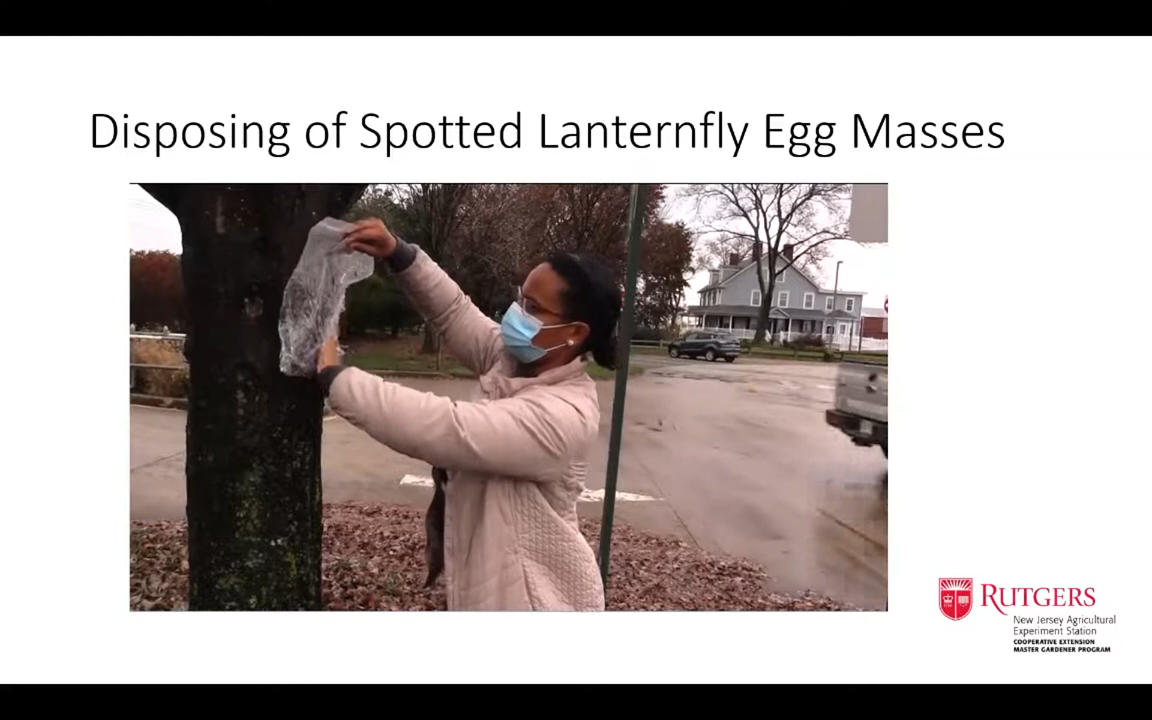 Disposing of Spotted Lanternfly Egg Masses
RUTGERS
New Jersey Agricultural
Experiment Station
COOPERATIVE EXTENSION
MASTER GARDENER PROGRAM